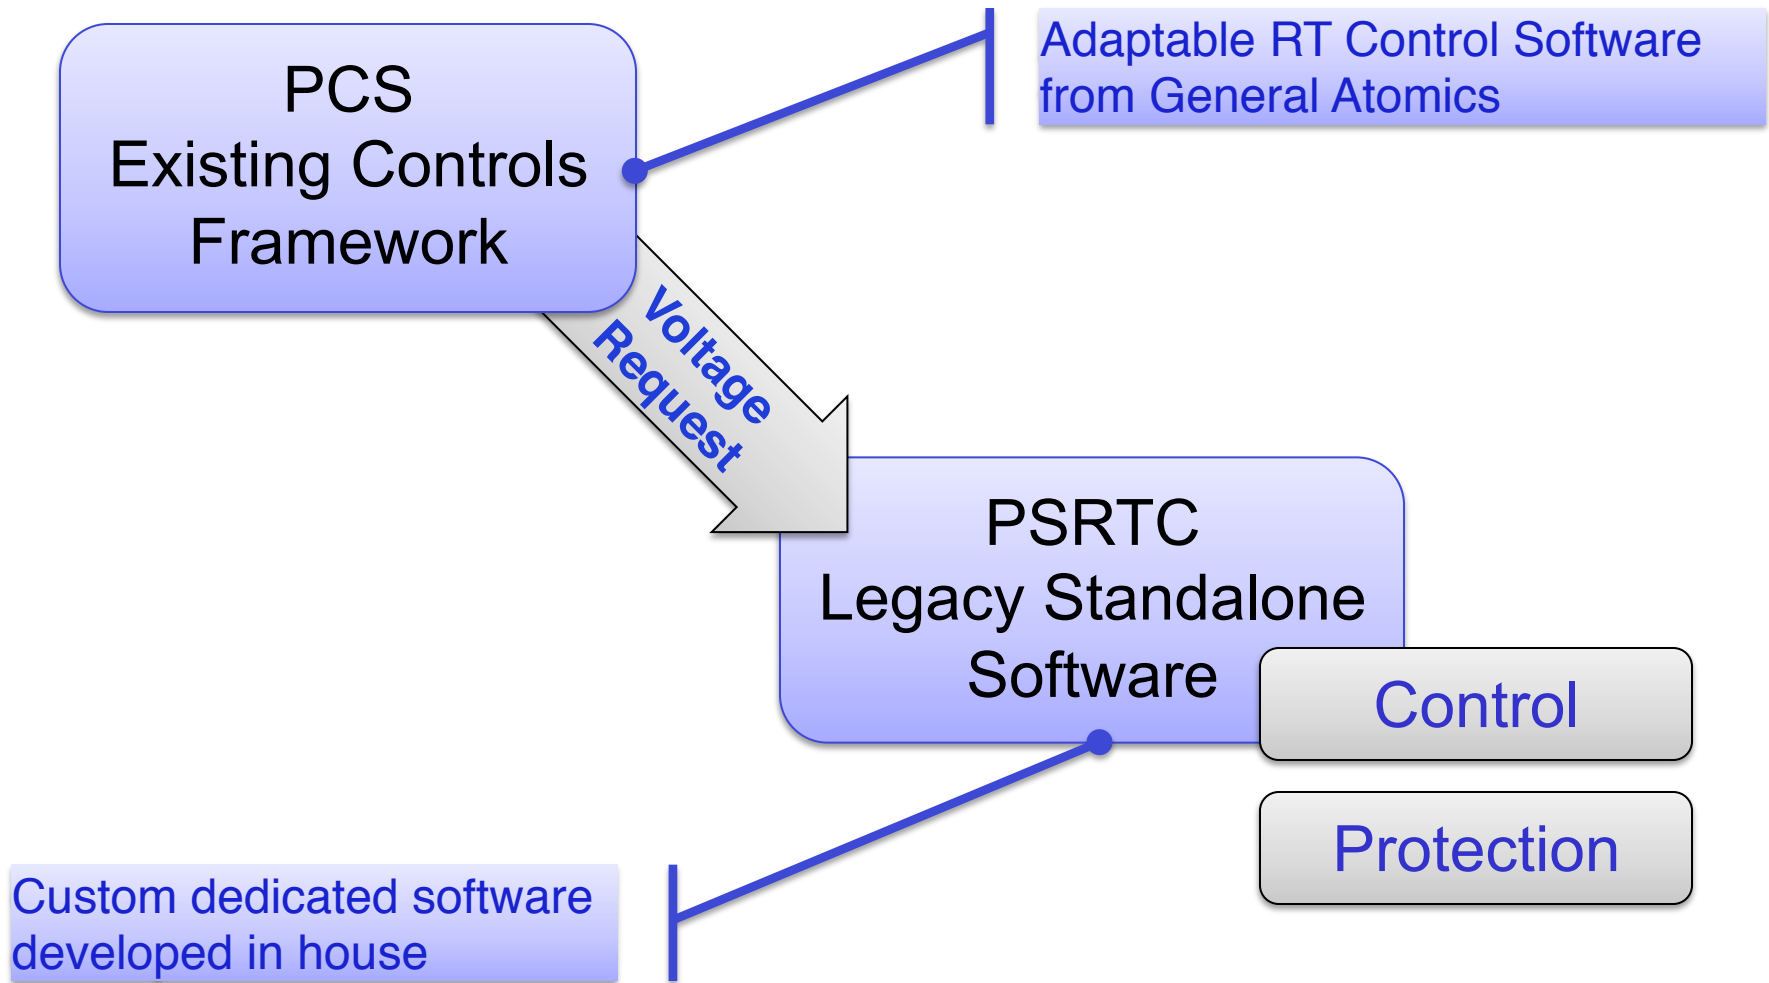 PCS
Existing Controls
Framework
Adaptable RT Control Software
from General Atomics
Voltage
Request
PSRTC
Legacy Standalone
Software
Control
Protection
Custom dedicated software
developed in house